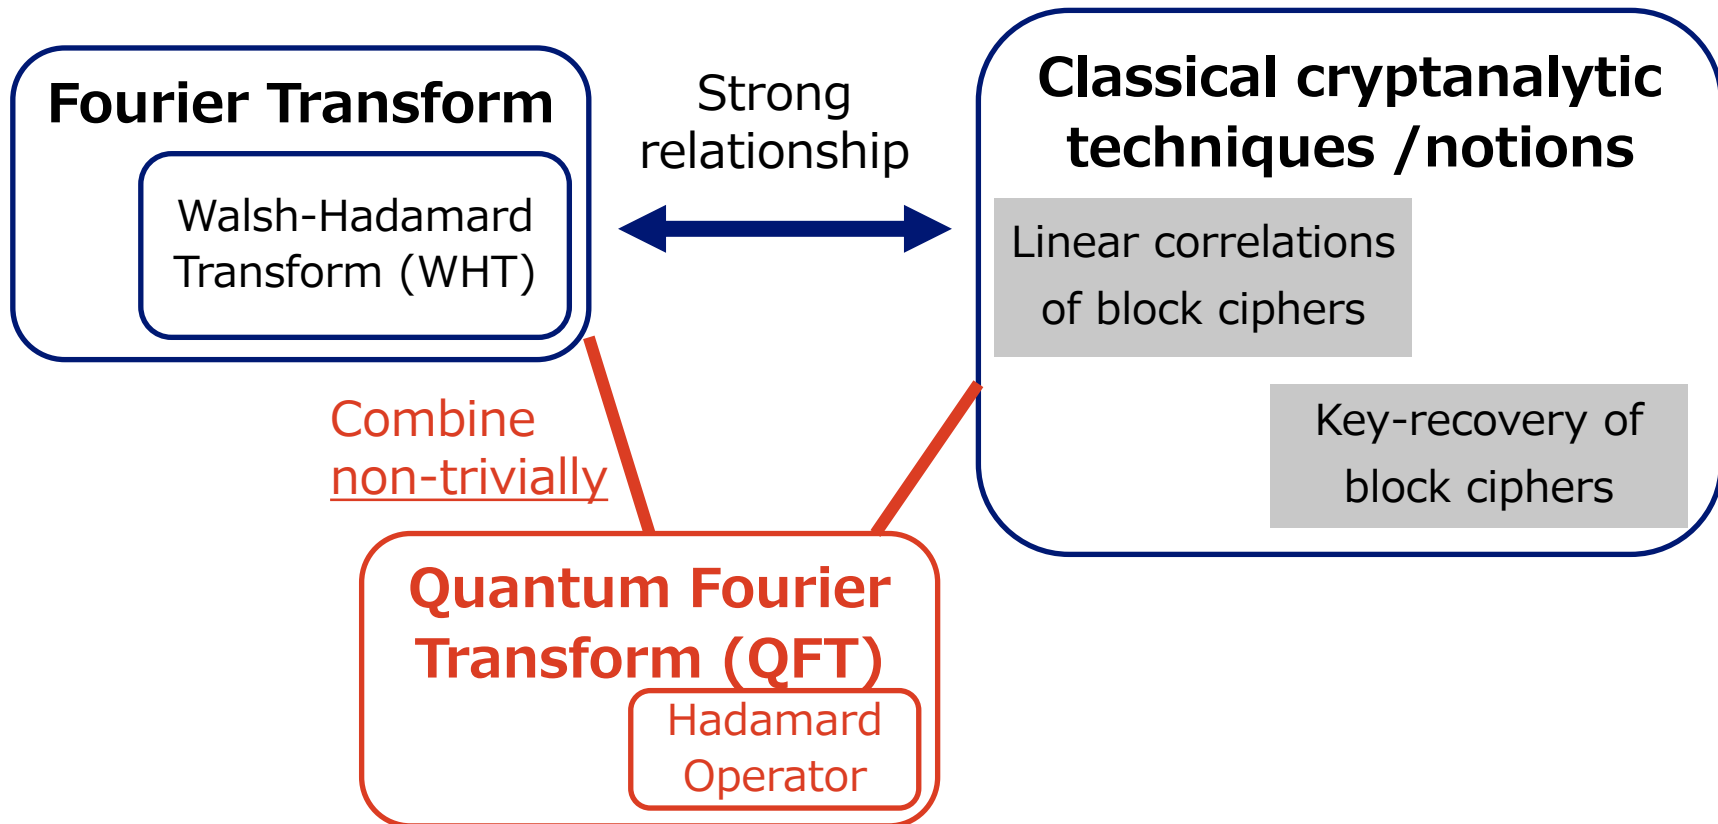 Fourier Transform
Walsh-Hadamard
Transform (WHT)
Strong
relationship
Classical cryptanalytic
techniques /notions
Linear correlations
of block ciphers
Key-recovery of
block ciphers
Combine
non-trivially
Quantum Fourier
Transform (QFT)
Hadamard
Operator